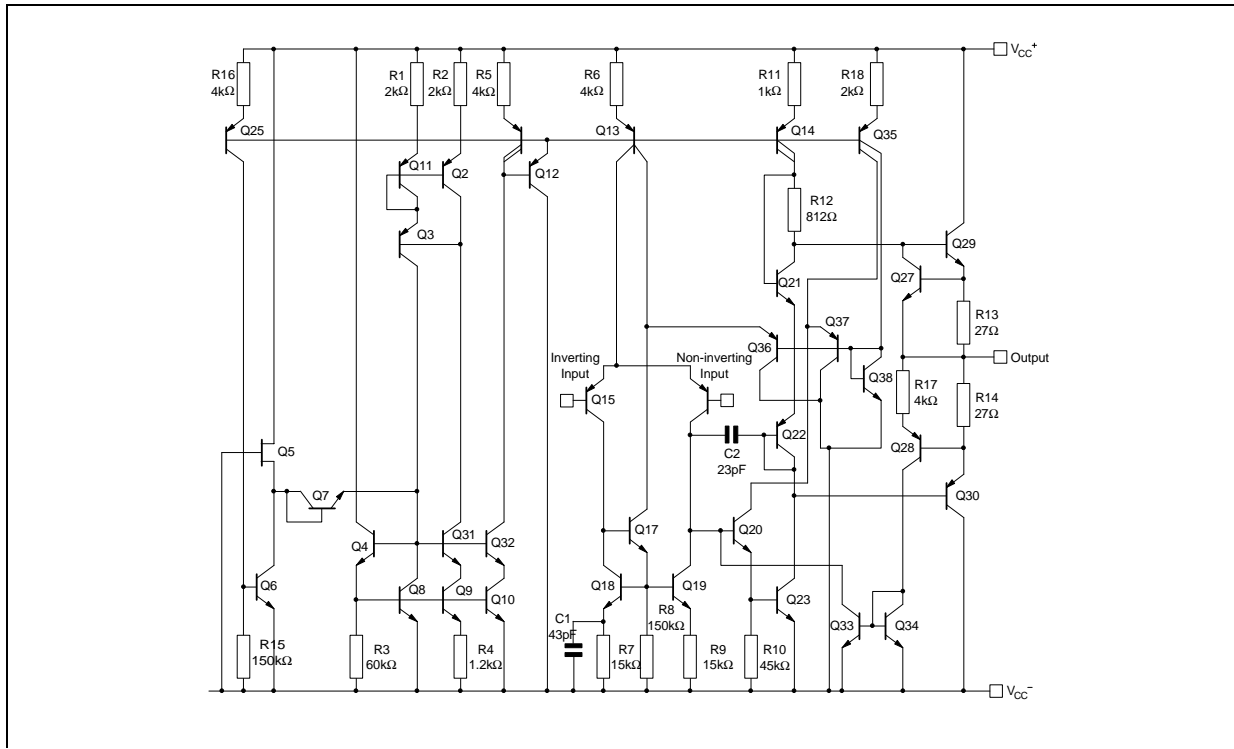 VCC+
R16
4kΩ
R1
2kΩ
R2
2kΩ
R5
4kΩ
R6
4kΩ
R11
1kΩ
R18
2kΩ
Q25
Q13
Q14
Q35
Q11
Q2
Q12
R12
812Ω
Q3
Q29
Q27
Q21
R13
27Ω
Q37
Q36
Output
Inverting
Input
Non-inverting
Input
Q38
R17
4kΩ
R14
27Ω
Q15
Q22
C2
23pF
Q28
Q5
Q7
Q30
Q4
Q31
Q32
Q17
Q20
Q6
Q8
Q9
Q10
Q18
Q19
Q23
C1
43pF
R8
150kΩ
Q33
Q34
R15
150kΩ
R3
60kΩ
R4
1.2kΩ
R7
15kΩ
R9
15kΩ
R10
45kΩ
VCC−